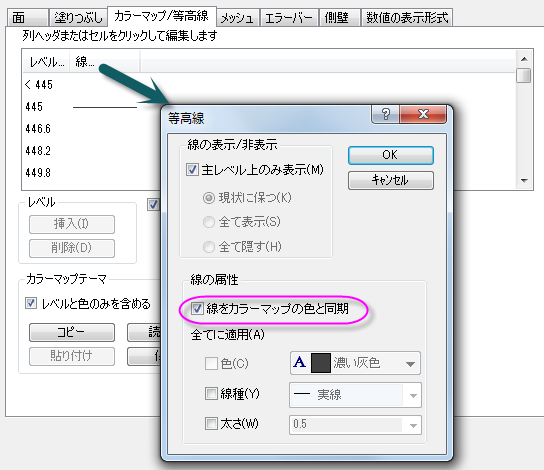 面 塗りつぶし カラーマップ/等高線 メッシュ エラーバー 側壁 数値の表示形式
列ヘッダまたはセルをクリックして編集します
レベル... 線...
< 445
445
446.6
448.2
449.8
レベル
挿入(I)
削除(D)
カラーマップテーマ
レベルと色のみを含める
コピー
貼り付け
等高線
線の表示/非表示
主レベル上のみ表示(M)
現状に保つ(K)
全て表示(S)
全て隠す(H)
OK
キャンセル
線の属性
線をカラーマップの色と同期
全てに適用(A)
色(C) A 濃い灰色
線種(Y) 実線
太さ(W) 0.5